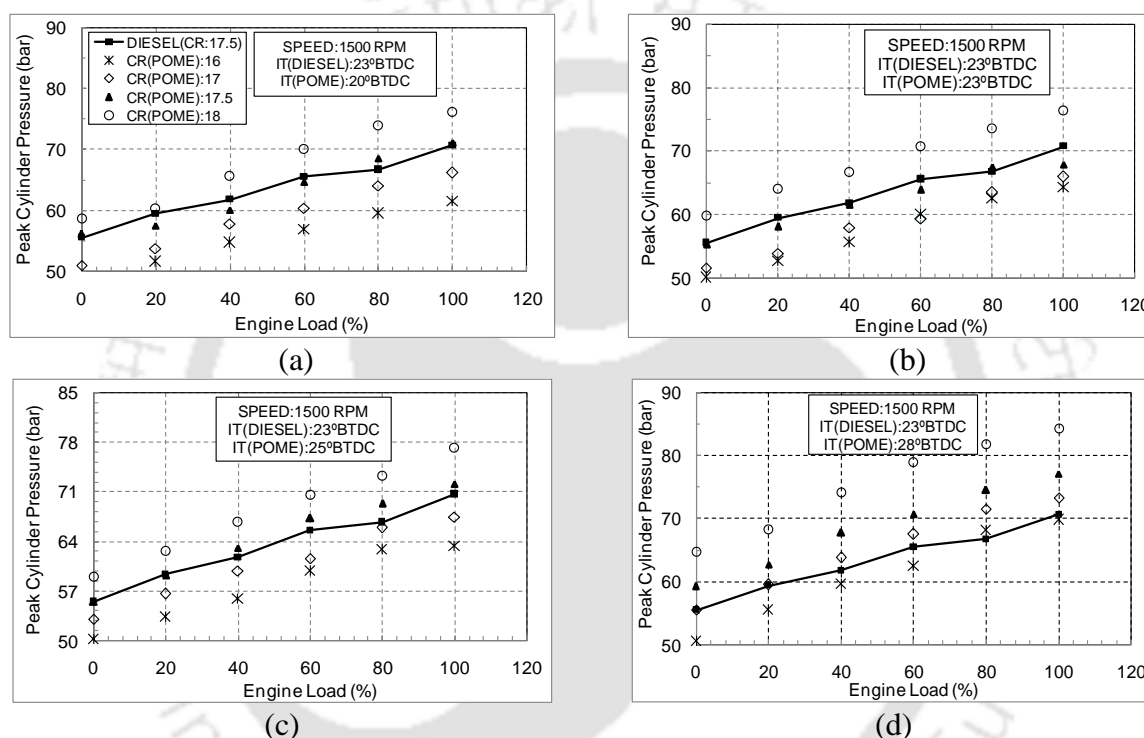 90
80
70
60
50
Peak Cylinder Pressure (bar)
DIESEL(CR:17.5)
CR(POME):16
CR(POME):17
CR(POME):17.5
CR(POME):18
SPEED:1500 RPM
IT(DIESEL):23ºBTDC
IT(POME):20ºBTDC
0 20 40 60 80 100 120
Engine Load (%)
(a)
90
80
70
60
50
Peak Cylinder Pressure (bar)
SPEED:1500 RPM
IT(DIESEL):23ºBTDC
IT(POME):23ºBTDC
0 20 40 60 80 100 120
Engine Load (%)
(b)
85
78
71
64
57
50
Peak Cylinder Pressure (bar)
SPEED:1500 RPM
IT(DIESEL):23ºBTDC
IT(POME):25ºBTDC
0 20 40 60 80 100 120
Engine Load (%)
(c)
90
80
70
60
50
Peak Cylinder Pressure (bar)
SPEED:1500 RPM
IT(DIESEL):23ºBTDC
IT(POME):28ºBTDC
0 20 40 60 80 100 120
Engine Load (%)
(d)